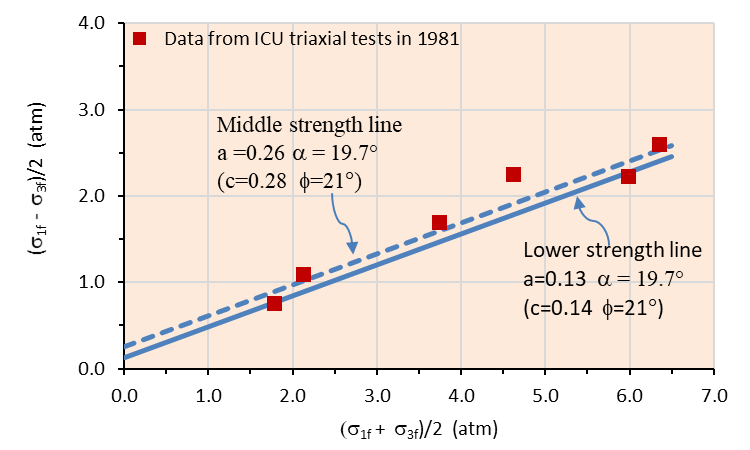 4.0
Data from ICU triaxial tests in 1981
3.0
Middle strength line
a =0.26 α = 19.7°
(c=0.28 ϕ=21°)
2.0
(σ1f - σ3f)/2 (atm)
Lower strength line
a=0.13 α = 19.7°
(c=0.14 ϕ=21°)
1.0
0.0
0.0 1.0 2.0 3.0 4.0 5.0 6.0 7.0
(σ1f + σ3f)/2 (atm)